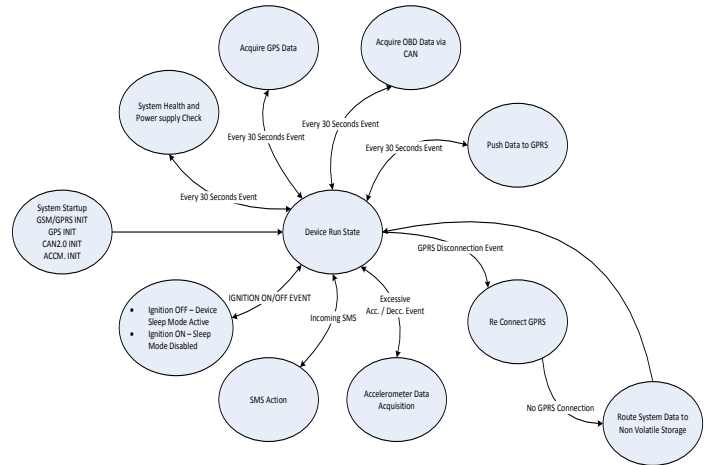 Acquire GPS Data
Acquire OBD Data via
CAN
System Health and
Power supply Check
Every 30 Seconds Event
Every 30 Seconds Event
Every 30 Seconds Event
Push Data to GPRS
Every 30 Seconds Event
System Startup
GSM/GPRS INIT
GPS INIT
CAN2.0 INIT
ACCM. INIT
Device Run State
GPRS Disconnection Event
IGNITION ON/OFF EVENT
• Ignition OFF – Device
Sleep Mode Active
• Ignition ON – Sleep
Mode Disabled
Incoming SMS
Excessive
Acc. / Decc. Event
Re Connect GPRS
SMS Action
Accelerometer Data
Acquisition
No GPRS Connection
Route System Data to
Non Volatile Storage